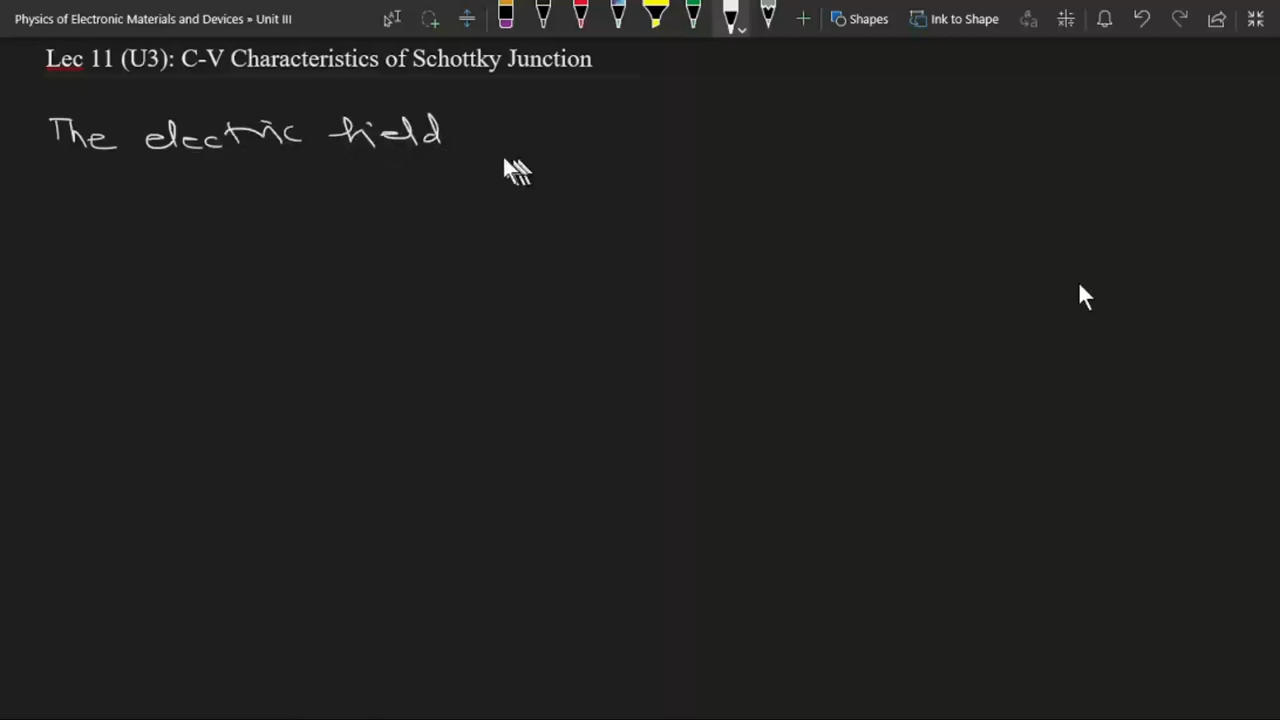 Physics of Electronic Materials and Devices » Unit III
Shapes
Ink to Shape
Lec 11 (U3): C-V Characteristics of Schottky Junction
The electric field